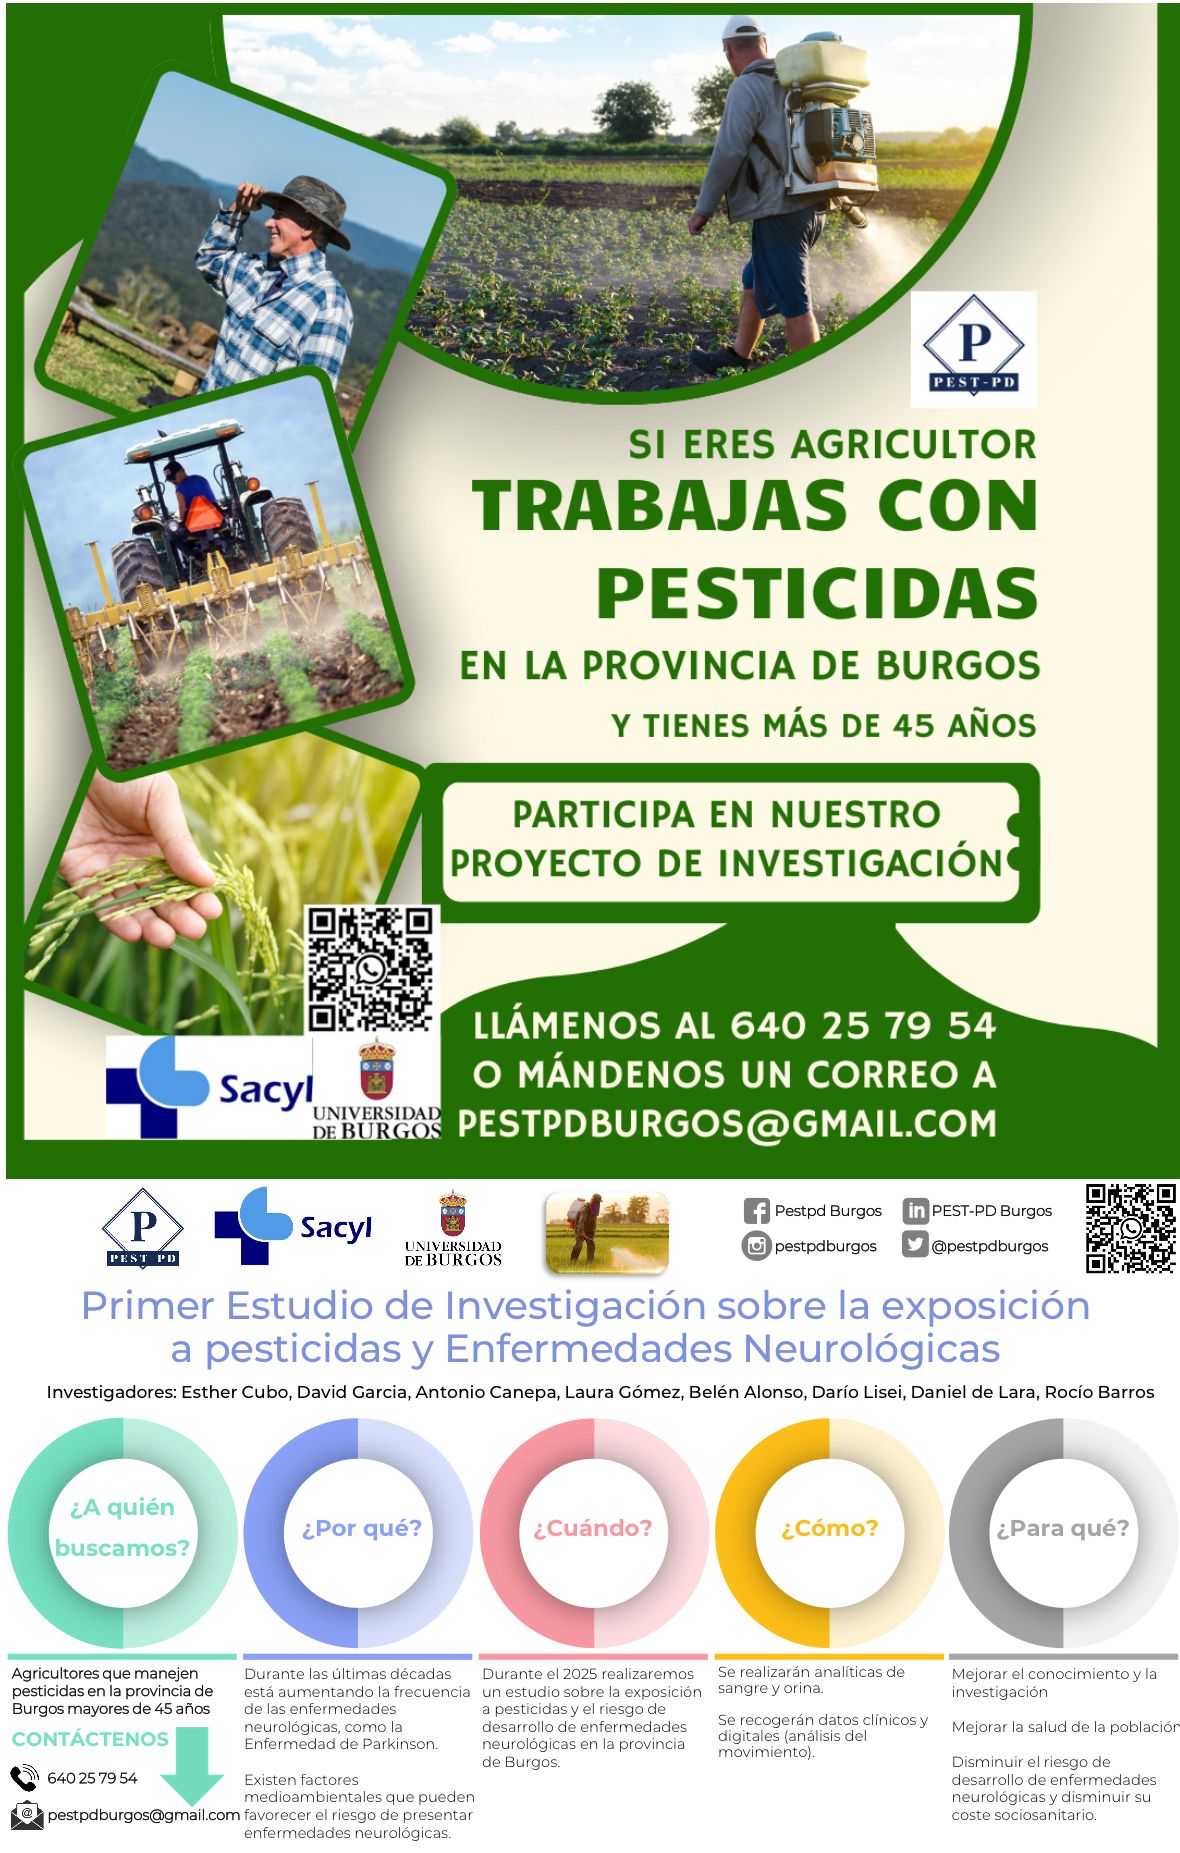 P
PEST-PD
SI ERES AGRICULTOR
TRABAJAS CON
PESTICIDAS
EN LA PROVINCIA DE BURGOS
Y TIENES MÁS DE 45 AÑOS
PARTICIPA EN NUESTRO
PROYECTO DE INVESTIGACIÓN
LLÁMENOS AL 640 25 79 54
O MÁNDENOS UN CORREO A
PESTPDBURGOS@GMAIL.COM
Sacyl
UNIVERSIDAD
DE BURGOS
P
PEST-PD
Sacyl
UNIVERSIDAD
DE BURGOS
Pestpd Burgos
PEST-PD Burgos
pestpdburgos
@pestpdburgos
Primer Estudio de Investigación sobre la exposición
a pesticidas y Enfermedades Neurológicas
Investigadores: Esther Cubo, David Garcia, Antonio Canepa, Laura Gómez, Belén Alonso, Darío Lisei, Daniel de Lara, Rocío Barros
¿A quién
buscamos?
Agricultores que manejen
pesticidas en la provincia de
Burgos mayores de 45 años
CONTÁCTENOS
640 25 79 54
pestpdburgos@gmail.com
¿Por qué?
Durante las últimas décadas
está aumentando la frecuencia
de las enfermedades
neurológicas, como la
Enfermedad de Parkinson.
Existen factores
medioambientales que pueden
favorecer el riesgo de presentar
enfermedades neurológicas.
¿Cuándo?
Durante el 2025 realizaremos
un estudio sobre la exposición
a pesticidas y el riesgo de
desarrollo de enfermedades
neurológicas en la provincia
de Burgos.
¿Cómo?
Se realizarán analíticas de
sangre y orina.
Se recogerán datos clínicos y
digitales (análisis del
movimiento).
¿Para qué?
Mejorar el conocimiento y la
investigación
Mejorar la salud de la población
Disminuir el riesgo de
desarrollo de enfermedades
neurológicas y disminuir su
coste sociosanitario.